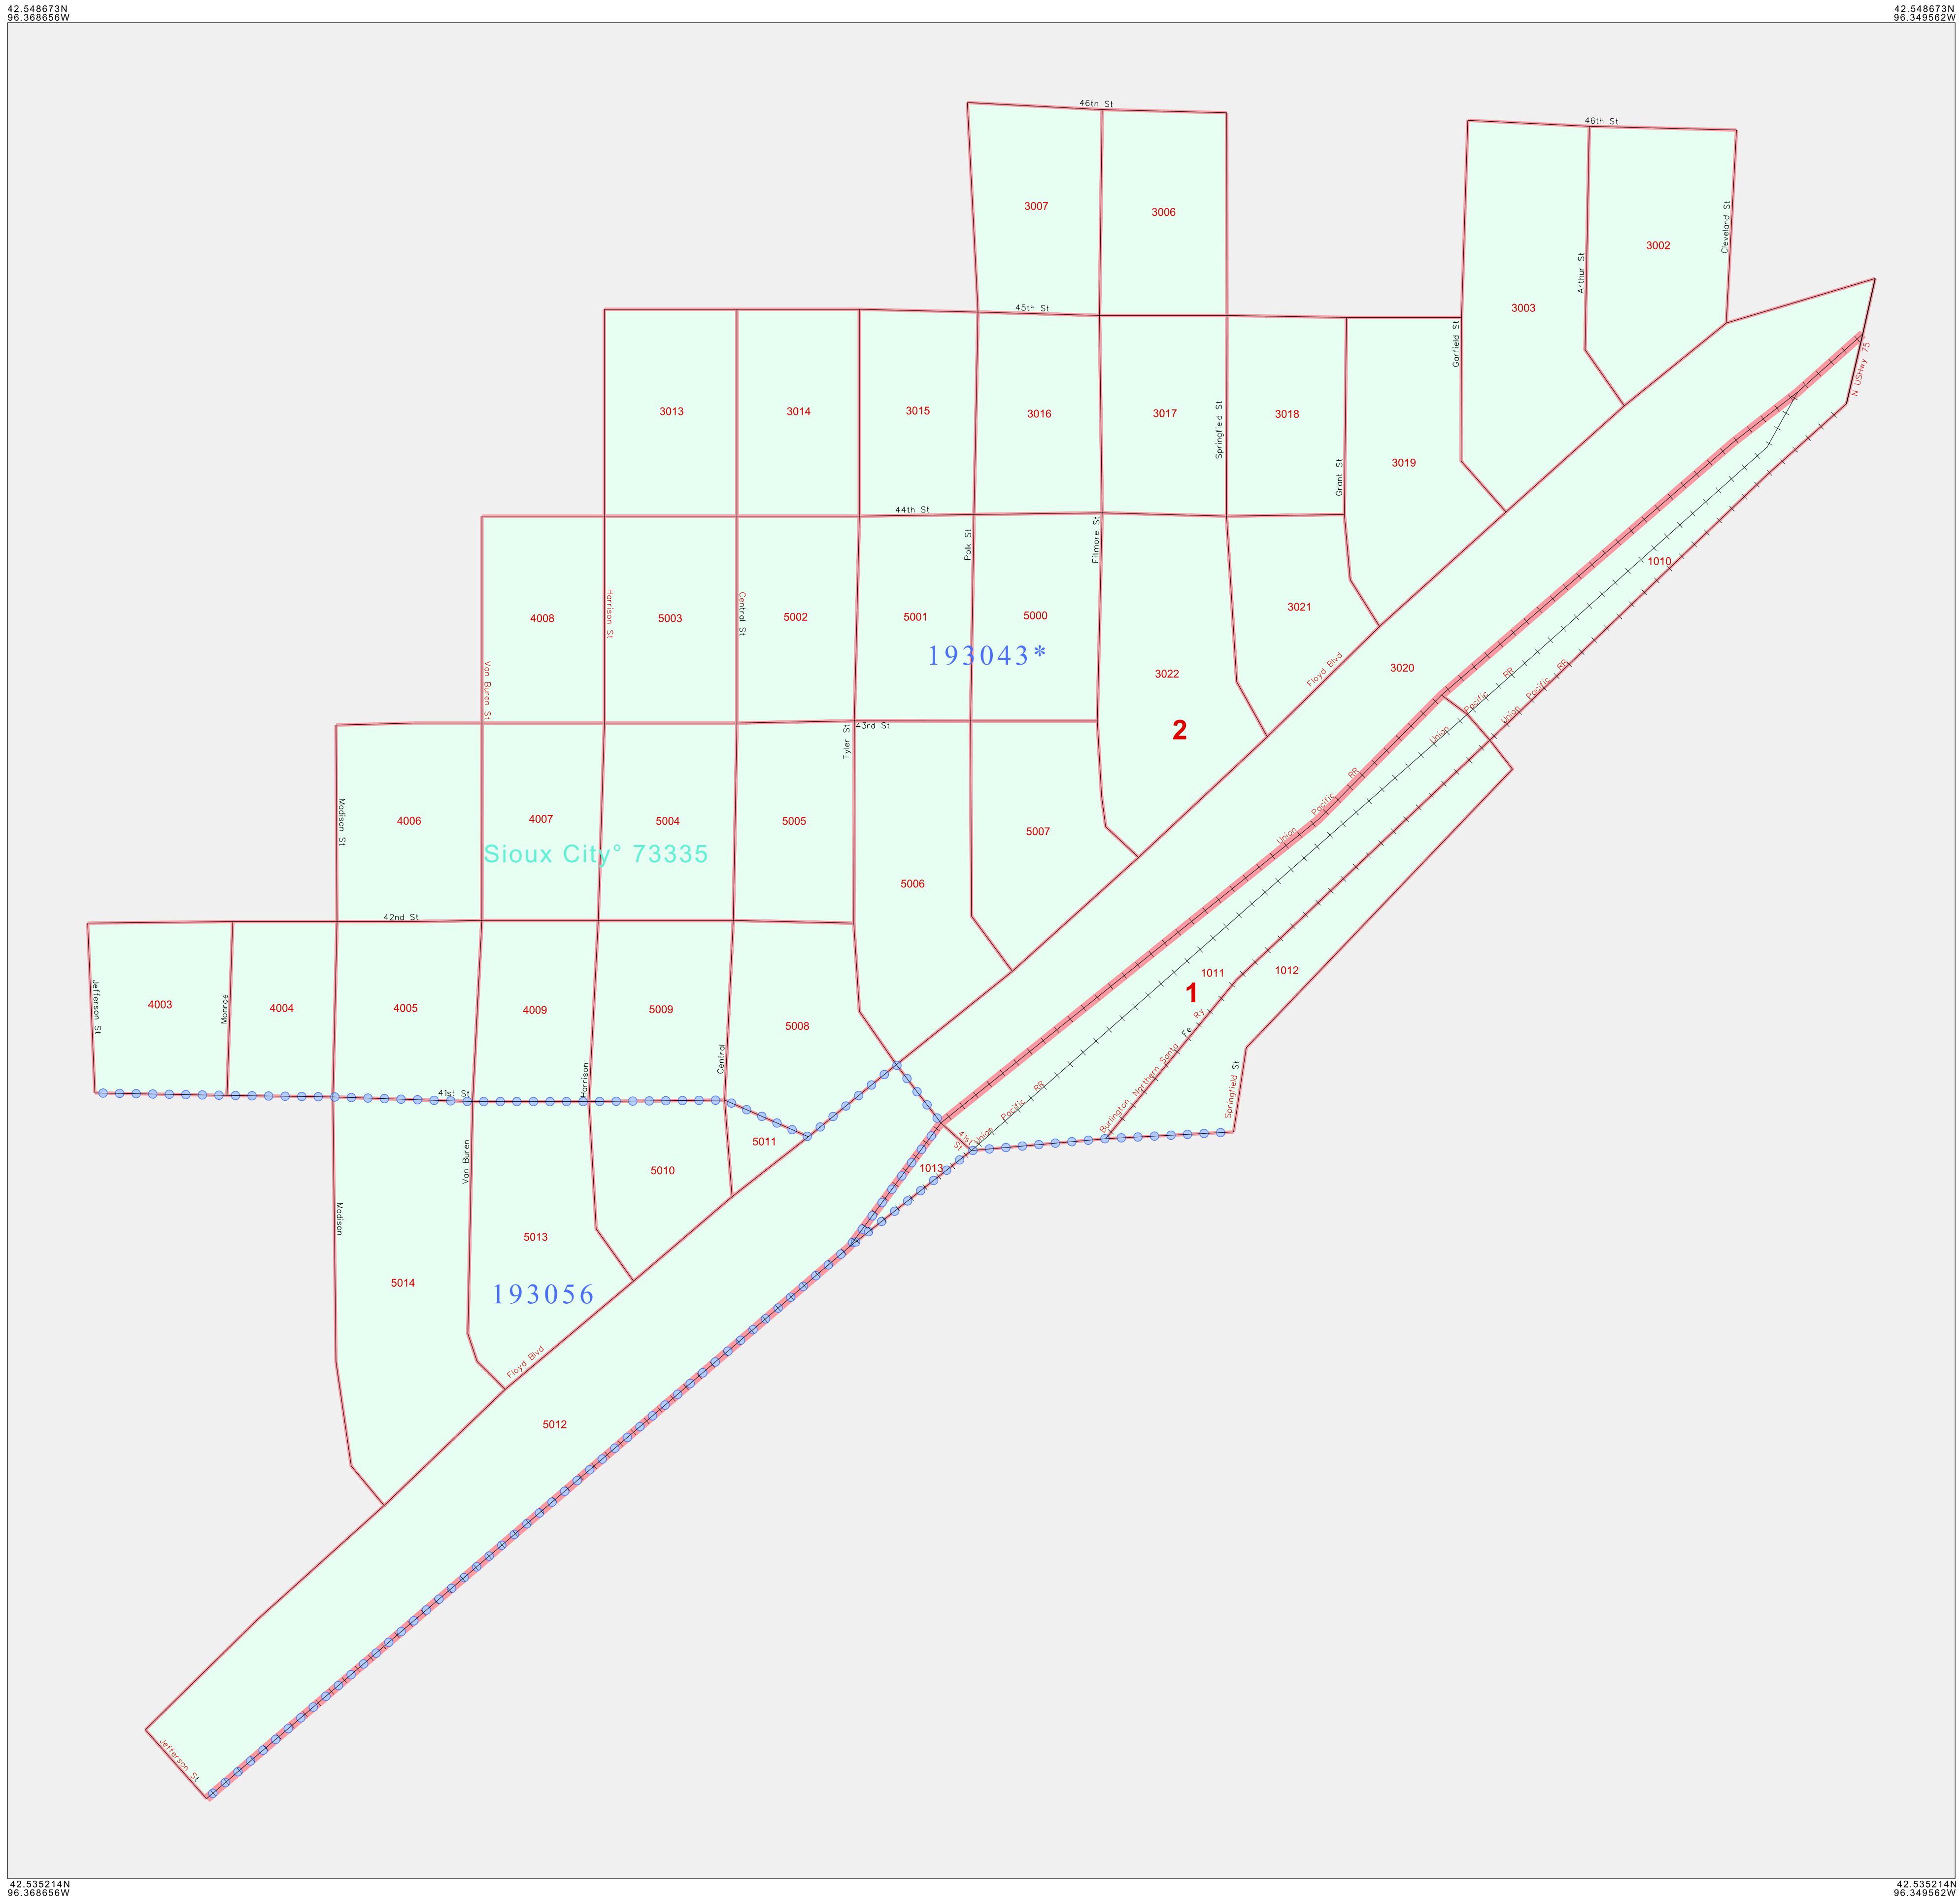 42.548673N
96.368656W
42.548673N
96.349562W
46th St
46th St
3007
3006
Cleveland St
3002
Arthur St
3003
45th St
Garfield St
N USHwy 75
3013
3014
3015
3016
3017
Springfield St
3018
Grant St
3019
44th St
Polk St
Fillmore St
1010
Harrison St
Central St
4008
5003
5002
5001
5000
3021
193043*
Van Buren St
3022
Floyd Blvd
3020
Union Pacific RR
Union Pacific RR
2
43rd St
Tyler St
Madison St
4006
4007
5004
5005
5007
Union Pacific RR
Sioux City° 73335
5006
42nd St
1011
1012
1
Jefferson St
4003
Monroe
4004
4005
4009
5009
5008
Burlington Northern Santa Fe Ry
Harrison
Central
41st St
Springfield St
Union Pacific RR
41st St
5011
1013
5010
Van Buren
Madison
5013
5014
193056
Floyd Blvd
5012
Jefferson St
42.535214N
96.368656W
42.535214N
96.349562W